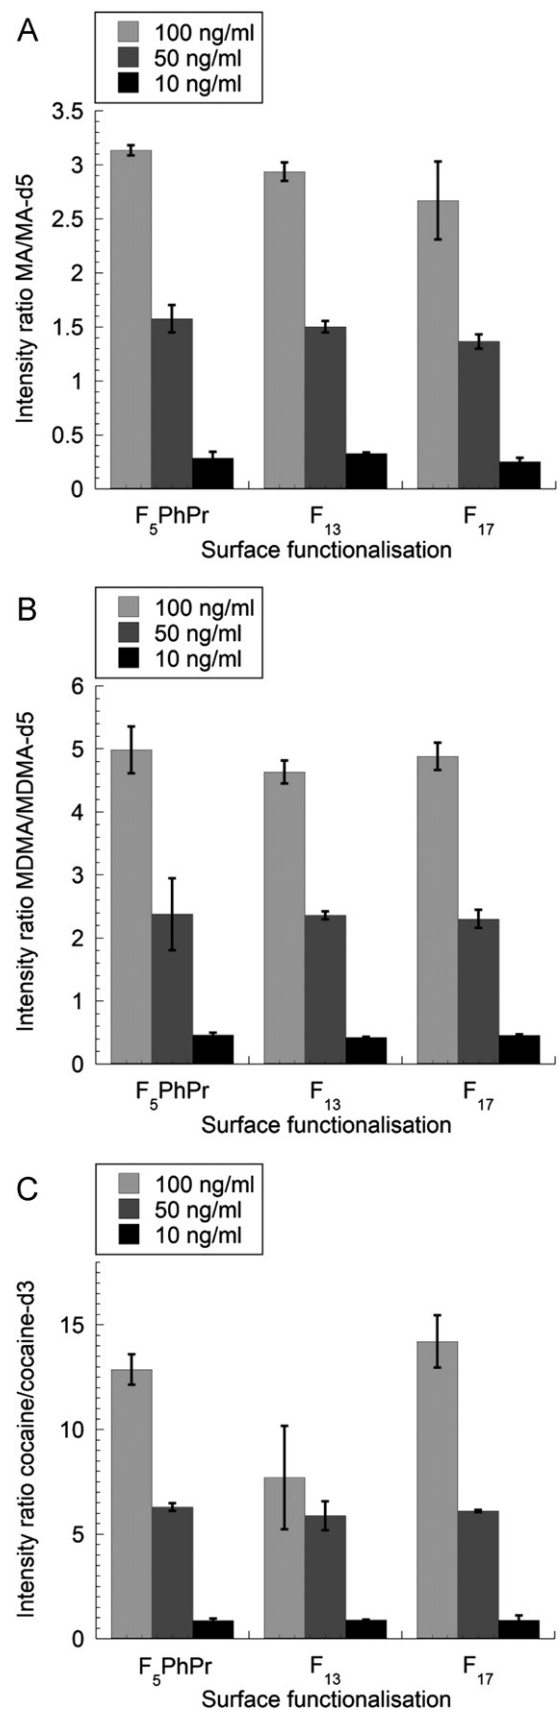 A
100 ng/ml
50 ng/ml
10 ng/ml
3.5
3
2.5
2
1.5
1
0.5
0
Intensity ratio MA/MA-d5
F5PhPr F13 F17
Surface functionalisation
B
100 ng/ml
50 ng/ml
10 ng/ml
6
5
4
3
2
1
0
Intensity ratio MDMA/MDMA-d5
F5PhPr F13 F17
Surface functionalisation
C
100 ng/ml
50 ng/ml
10 ng/ml
15
10
5
0
Intensity ratio cocaine/cocaine-d3
F5PhPr F13 F17
Surface functionalisation